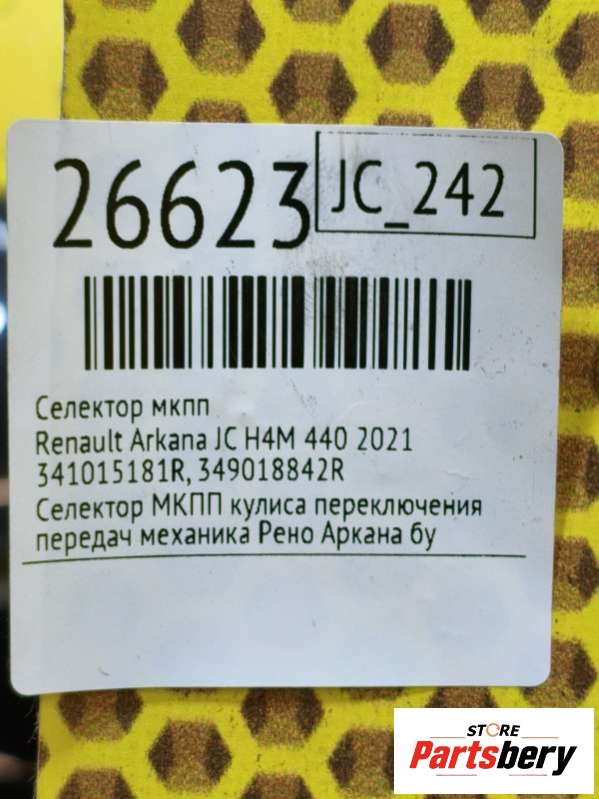 26623
JC_242
Селектор мкпп
Renault Arkana JC H4M 440 2021
341015181R, 349018842R
Селектор МКПП кулиса переключения
передач механика Рено Аркана бу
STORE
Partsbery